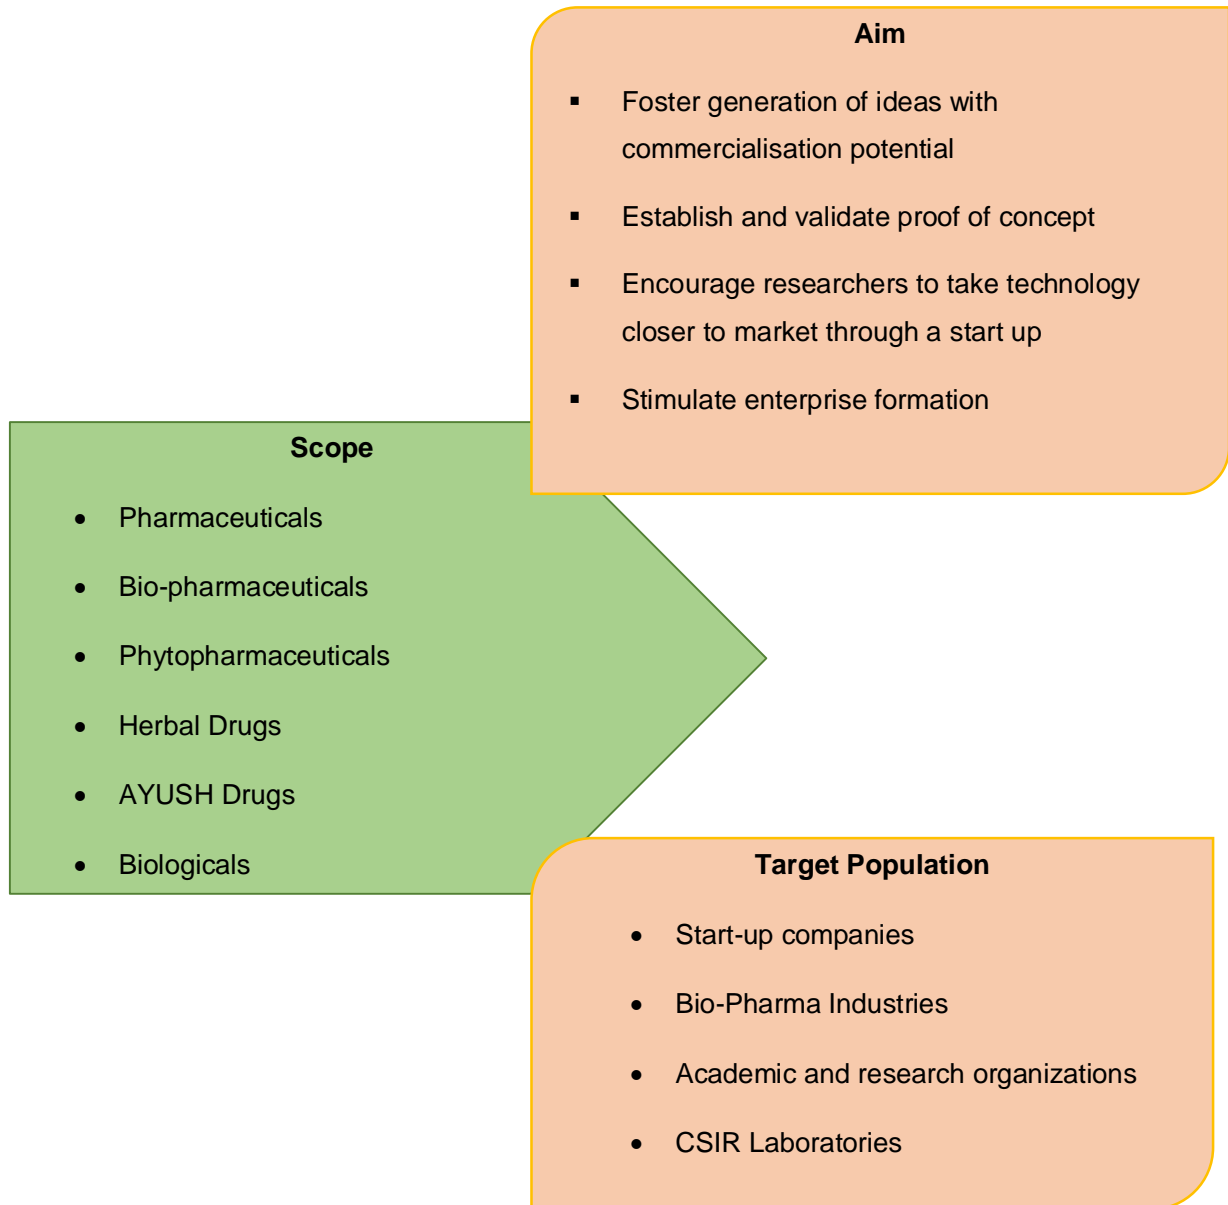 Aim
▪ Foster generation of ideas with
commercialisation potential
▪ Establish and validate proof of concept
▪ Encourage researchers to take technology
closer to market through a start up
▪ Stimulate enterprise formation
Scope
• Pharmaceuticals
• Bio-pharmaceuticals
• Phytopharmaceuticals
• Herbal Drugs
• AYUSH Drugs
• Biologicals
Target Population
• Start-up companies
• Bio-Pharma Industries
• Academic and research organizations
• CSIR Laboratories